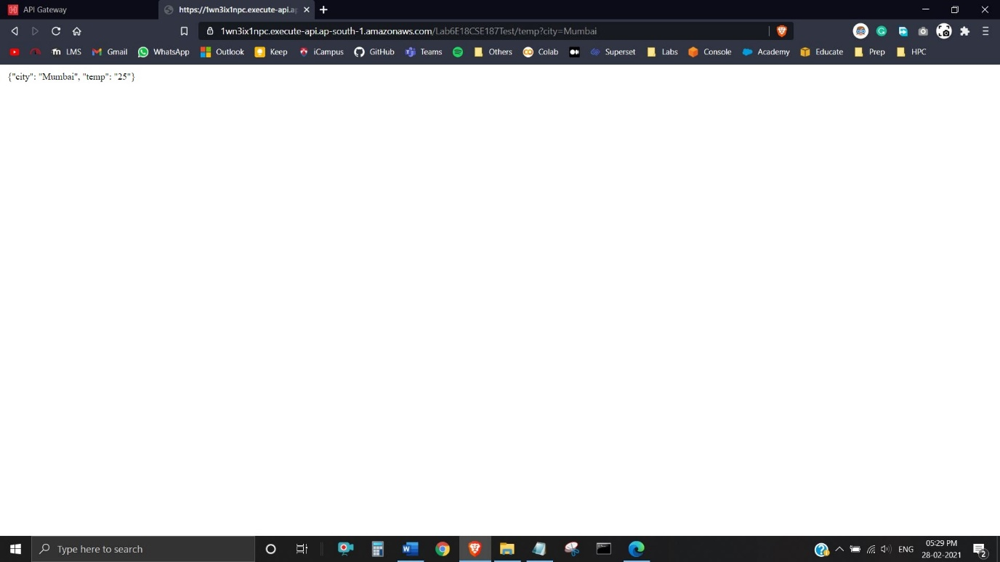 API Gateway
https://1wn3ix1npc.execute-api.ap
1wn3ix1npc.execute-api.ap-south-1.amazonaws.com/Lab6E18CSE187Test/temp?city=Mumbai
LMS Gmail WhatsApp Outlook Keep iCampus GitHub Teams Others Colab Superset Labs Console Academy Educate Prep HPC
{"city": "Mumbai", "temp": "25"}
Type here to search
ENG
05:29 PM
28-02-2021
2